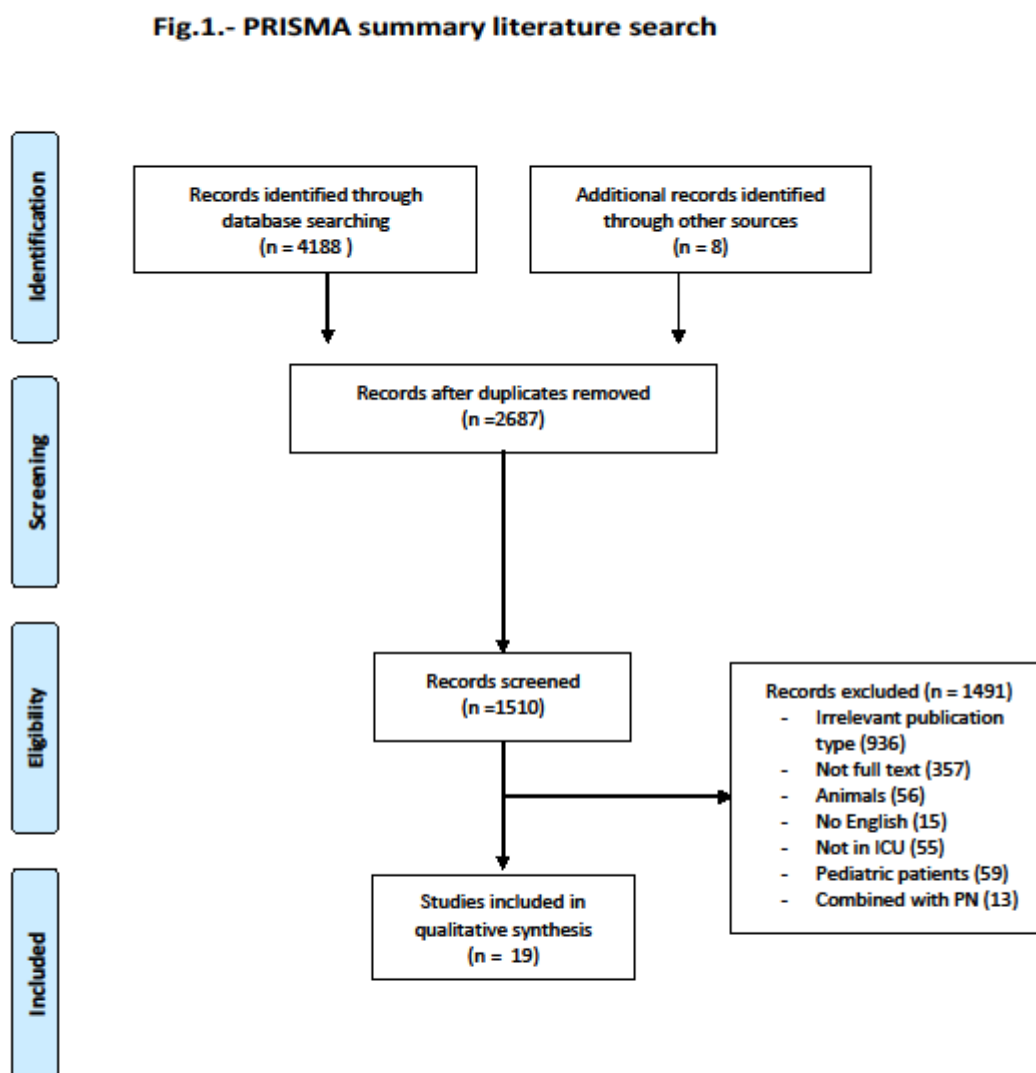 Fig.1.- PRISMA summary literature search
Identification
Records identified through
database searching
(n = 4188 )
Additional records identified
through other sources
(n = 8)
Screening
Records after duplicates removed
(n =2687)
Eligibility
Records screened
(n =1510)
Records excluded (n = 1491)
- Irrelevant publication
type (936)
- Not full text (357)
- Animals (56)
- No English (15)
- Not in ICU (55)
- Pediatric patients (59)
- Combined with PN (13)
Included
Studies included in
qualitative synthesis
(n = 19)